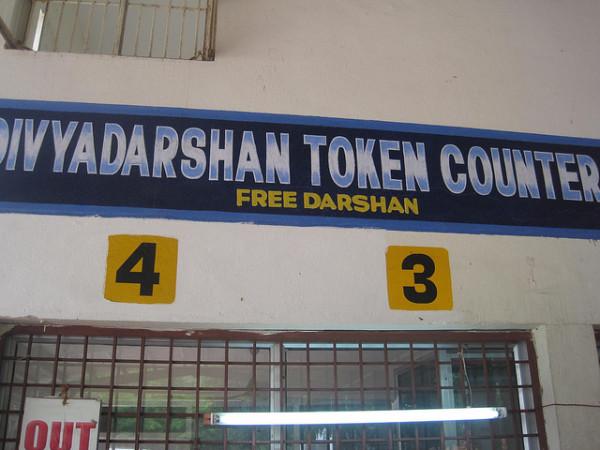 DIVYADARSHAN TOKEN COUNTER
FREE DARSHAN
4 3
OUT